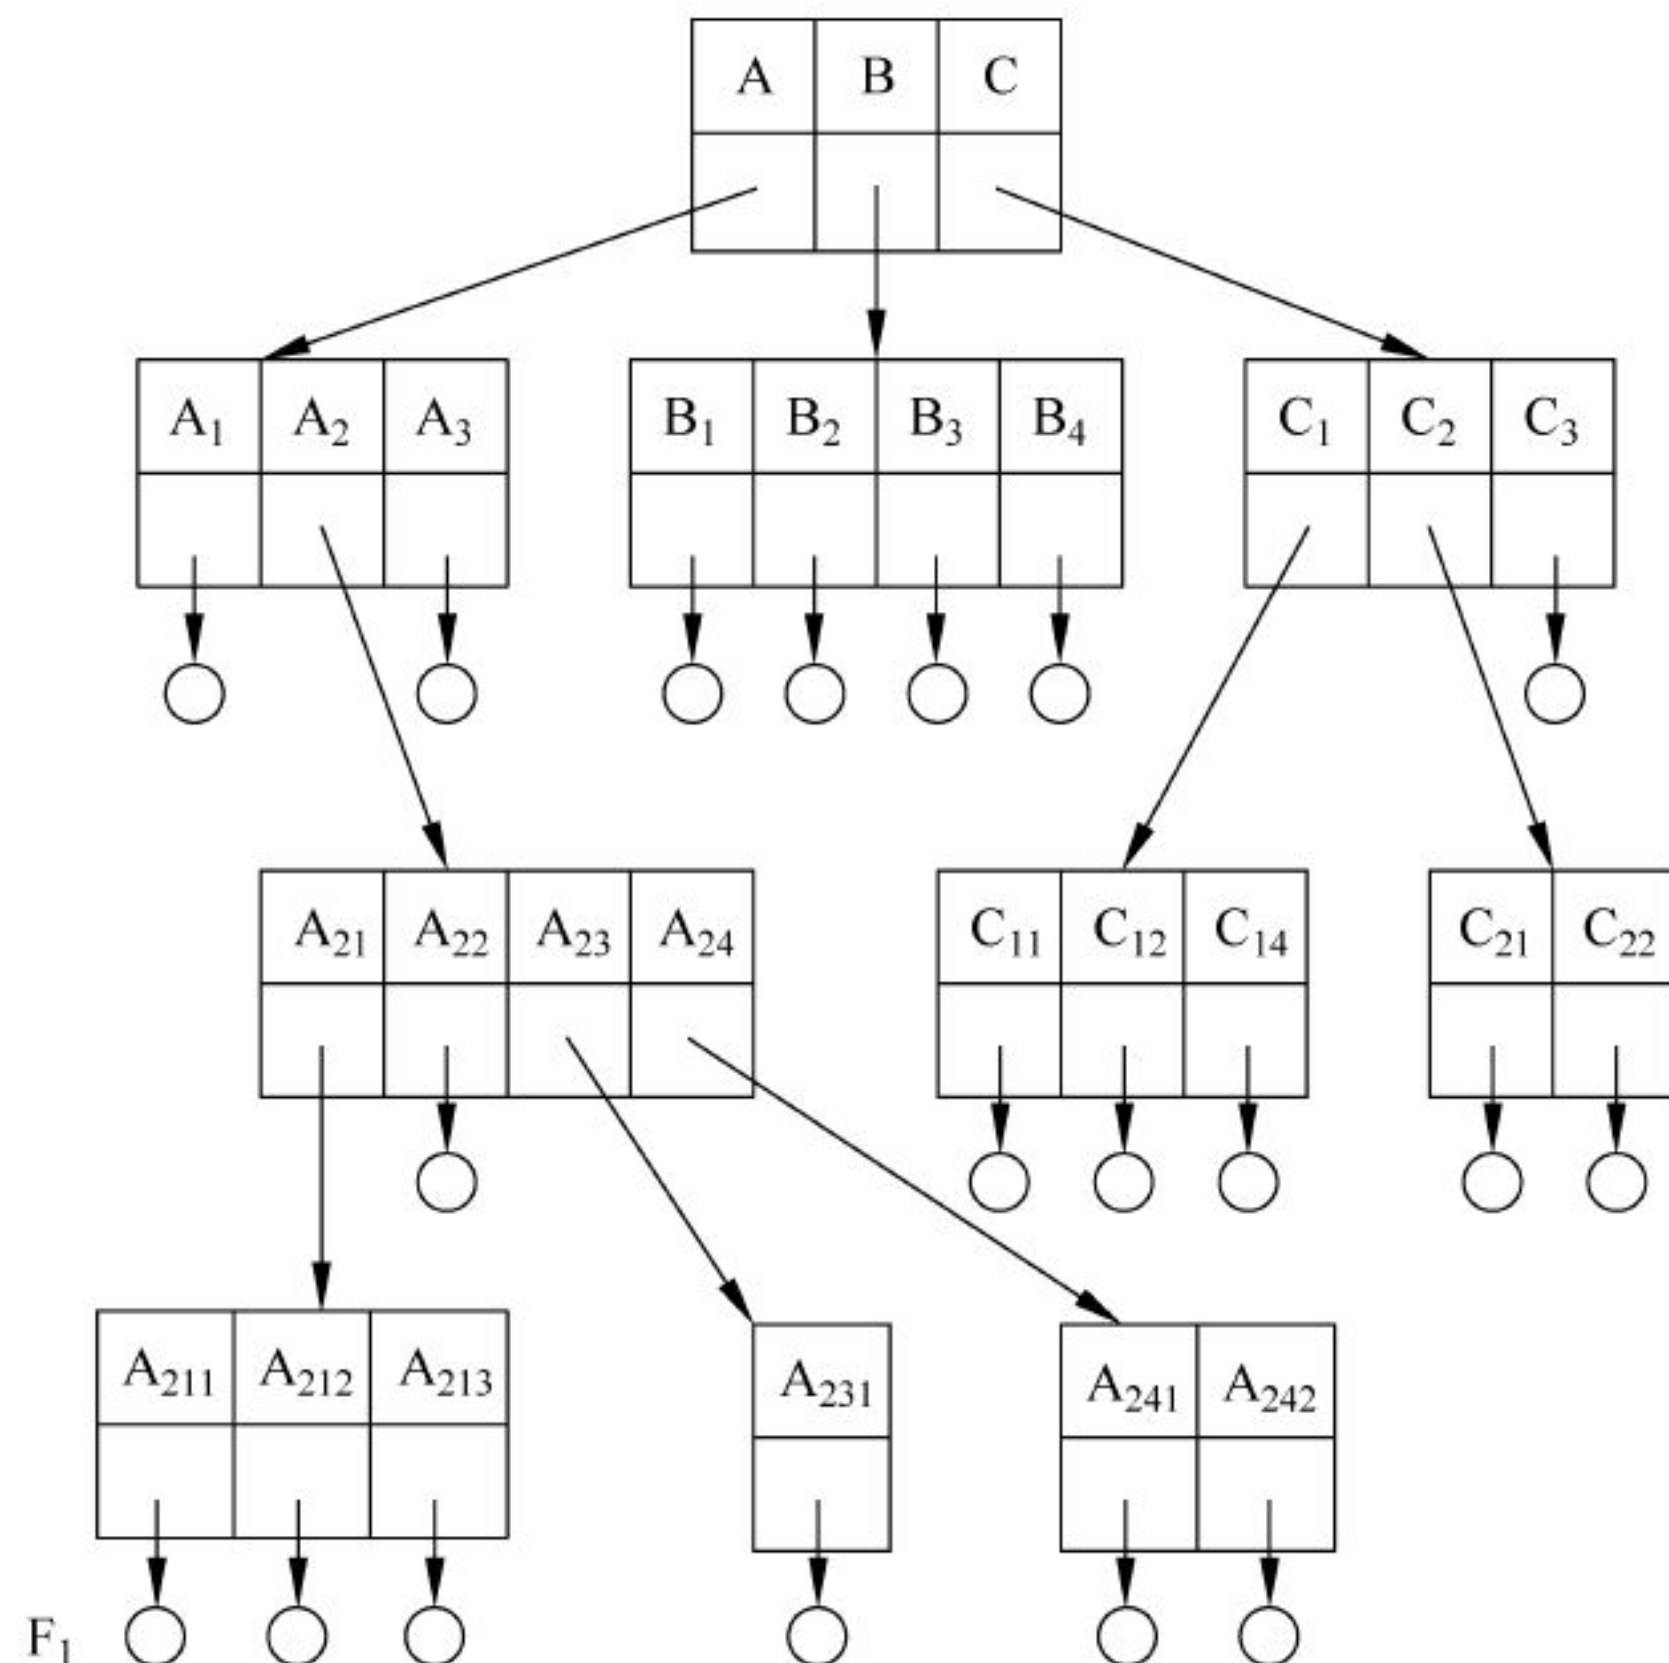 A B C
A₁ A₂ A₃ B₁ B₂ B₃ B₄ C₁ C₂ C₃
A₂₁ A₂₂ A₂₃ A₂₄ C₁₁ C₁₂ C₁₄ C₂₁ C₂₂
A₂₁₁ A₂₁₂ A₂₁₃ A₂₃₁ A₂₄₁ A₂₄₂
F₁